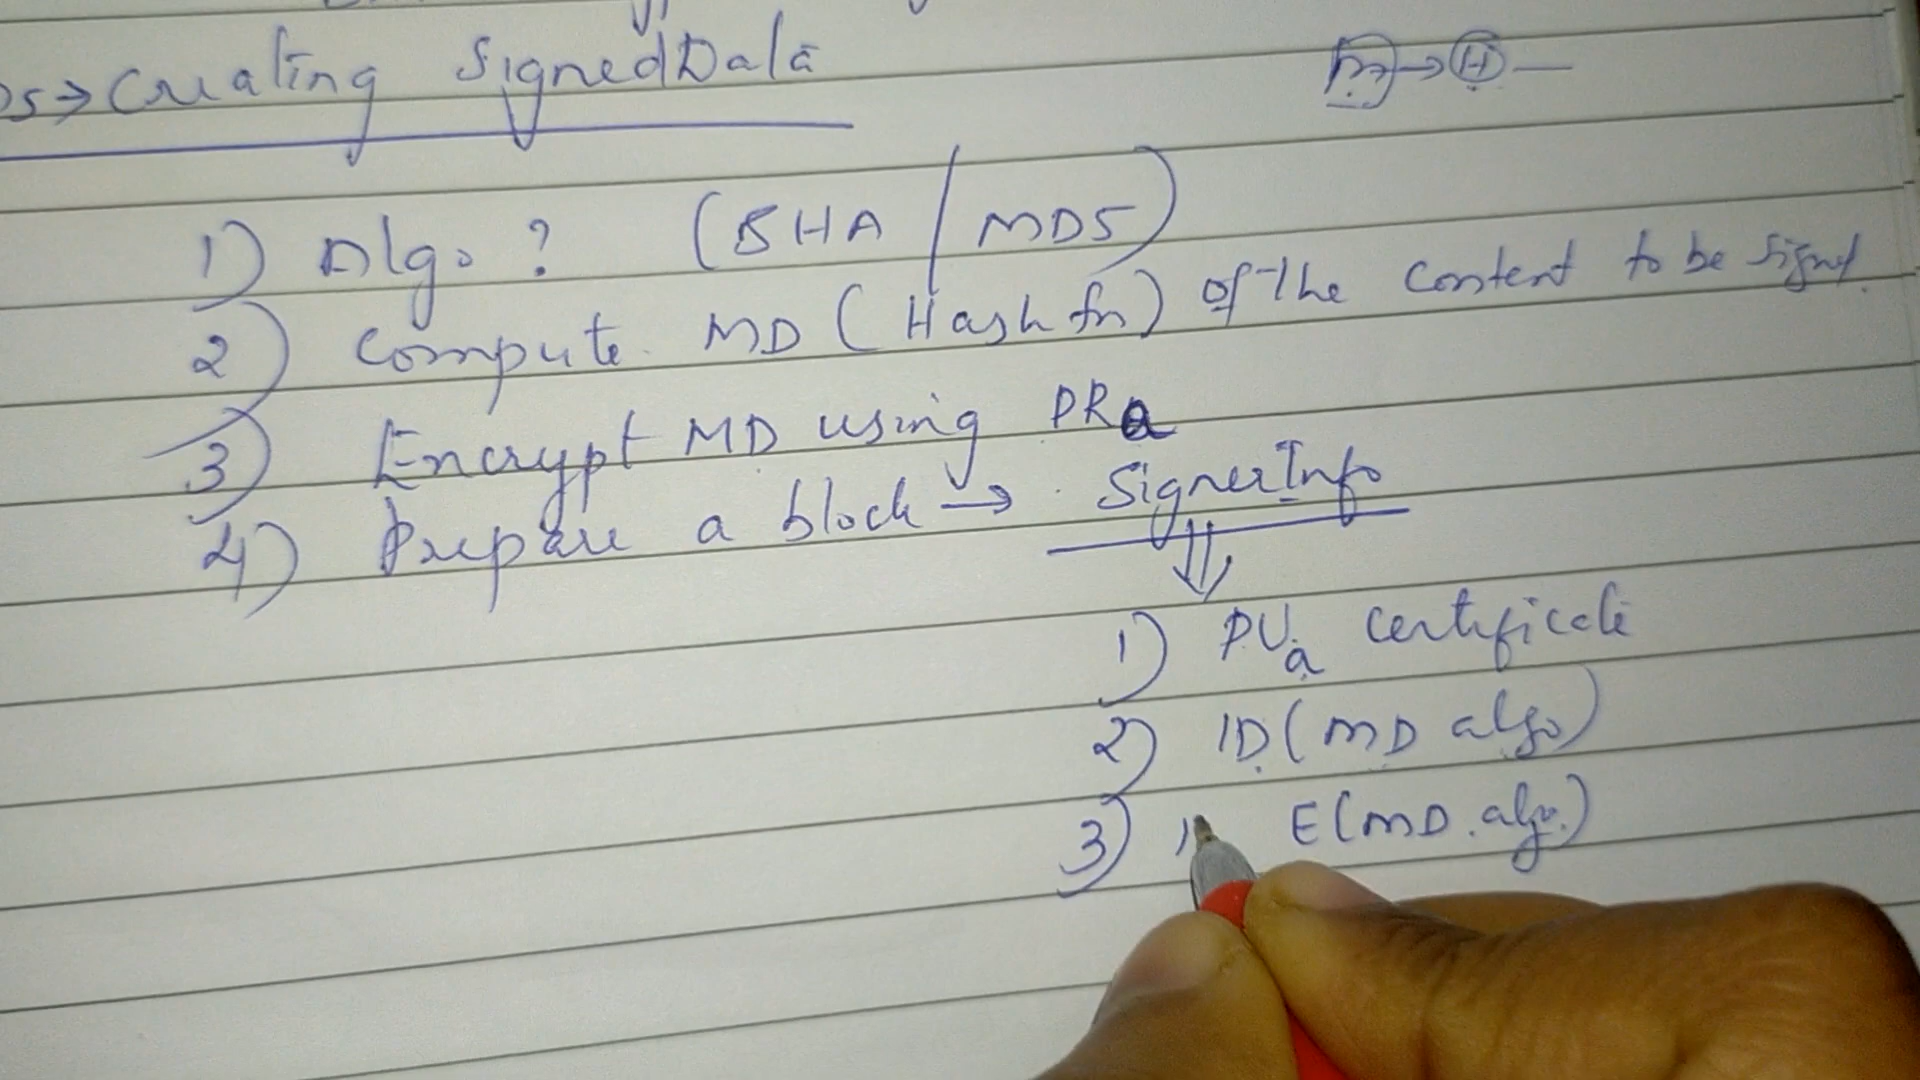 DS→ Creating SignedData
m → H —
1) Algo ? (SHA / MD5)
2) Compute MD ( Hash fn) of the content to be signed
3) Encrypt MD using PRa
4) Prepare a block → SignerInfo
1) PUa certificate
2) ID ( MD algo)
3) E(MD. algo.)